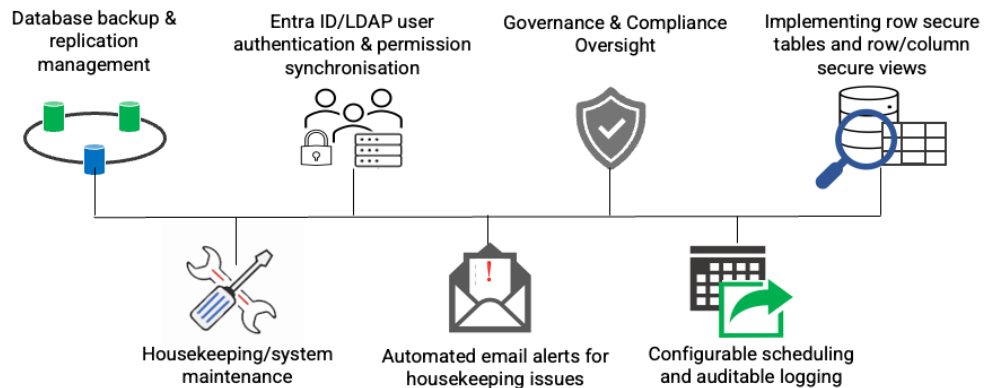 Database backup &
replication
management
Entra ID/LDAP user
authentication & permission
synchronisation
Governance & Compliance
Oversight
Implementing row secure
tables and row/column
secure views
!
Housekeeping/system
maintenance
Automated email alerts for
housekeeping issues
Configurable scheduling
and auditable logging